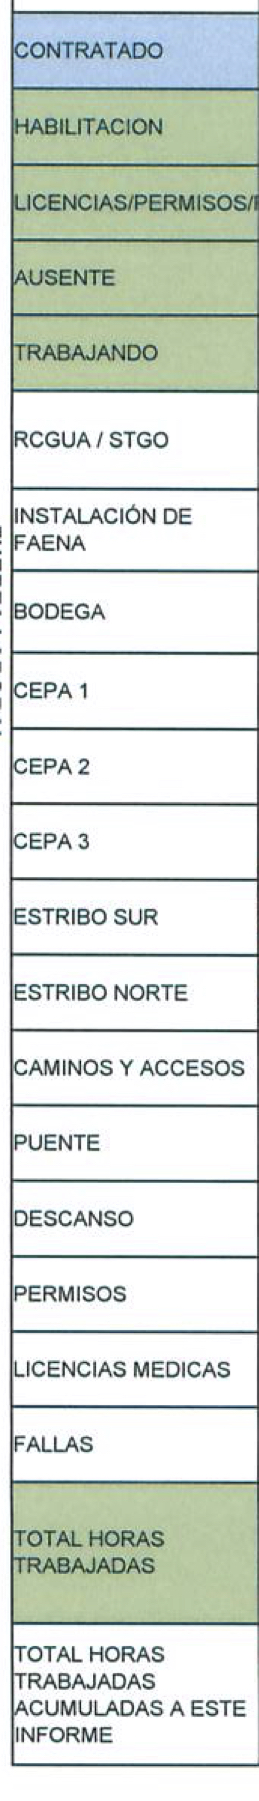 CONTRATADO
HABILITACION
LICENCIAS/PERMISOS/
AUSENTE
TRABAJANDO
RCGUA / STGO
INSTALACIÓN DE
FAENA
BODEGA
CEPA 1
CEPA 2
CEPA 3
ESTRIBO SUR
ESTRIBO NORTE
CAMINOS Y ACCESOS
PUENTE
DESCANSO
PERMISOS
LICENCIAS MEDICAS
FALLAS
TOTAL HORAS
TRABAJADAS
TOTAL HORAS
TRABAJADAS
ACUMULADAS A ESTE
INFORME